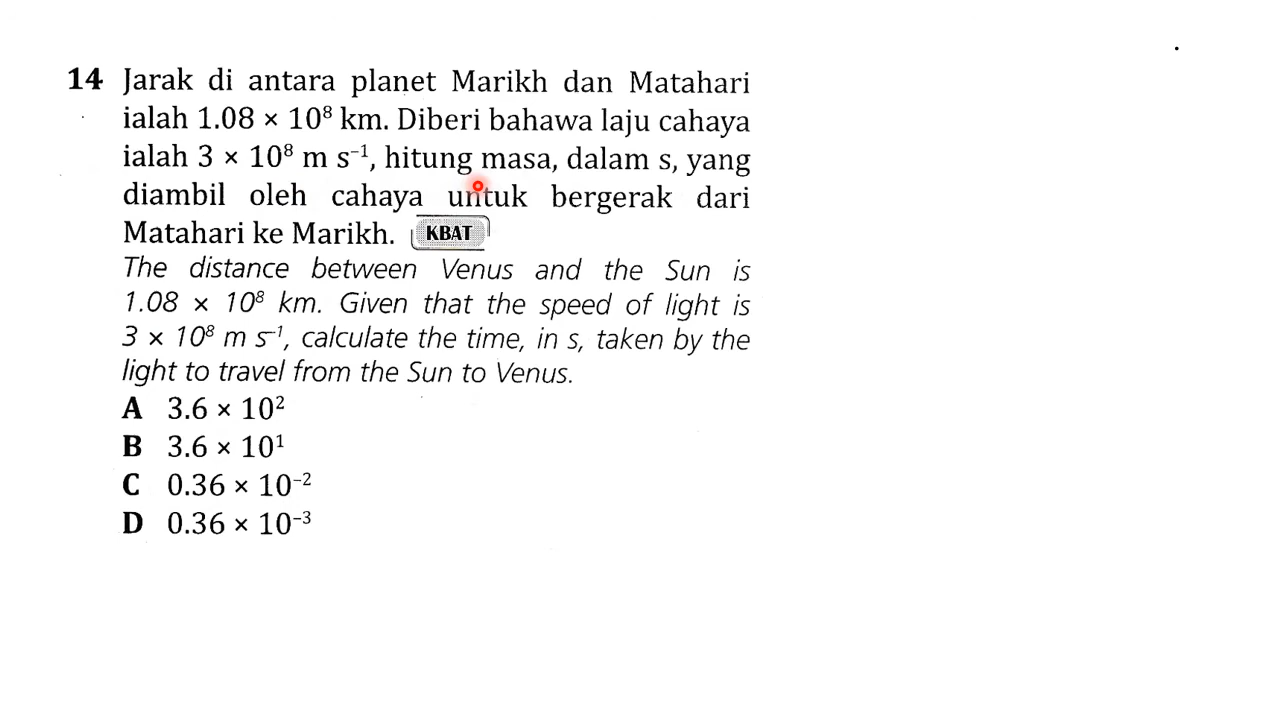 14 Jarak di antara planet Marikh dan Matahari
ialah 1.08 × 10⁸ km. Diberi bahawa laju cahaya
ialah 3 × 10⁸ m s⁻¹, hitung masa, dalam s, yang
diambil oleh cahaya untuk bergerak dari
Matahari ke Marikh. KBAT
The distance between Venus and the Sun is
1.08 × 10⁸ km. Given that the speed of light is
3 × 10⁸ m s⁻¹, calculate the time, in s, taken by the
light to travel from the Sun to Venus.
A 3.6 × 10²
B 3.6 × 10¹
C 0.36 × 10⁻²
D 0.36 × 10⁻³